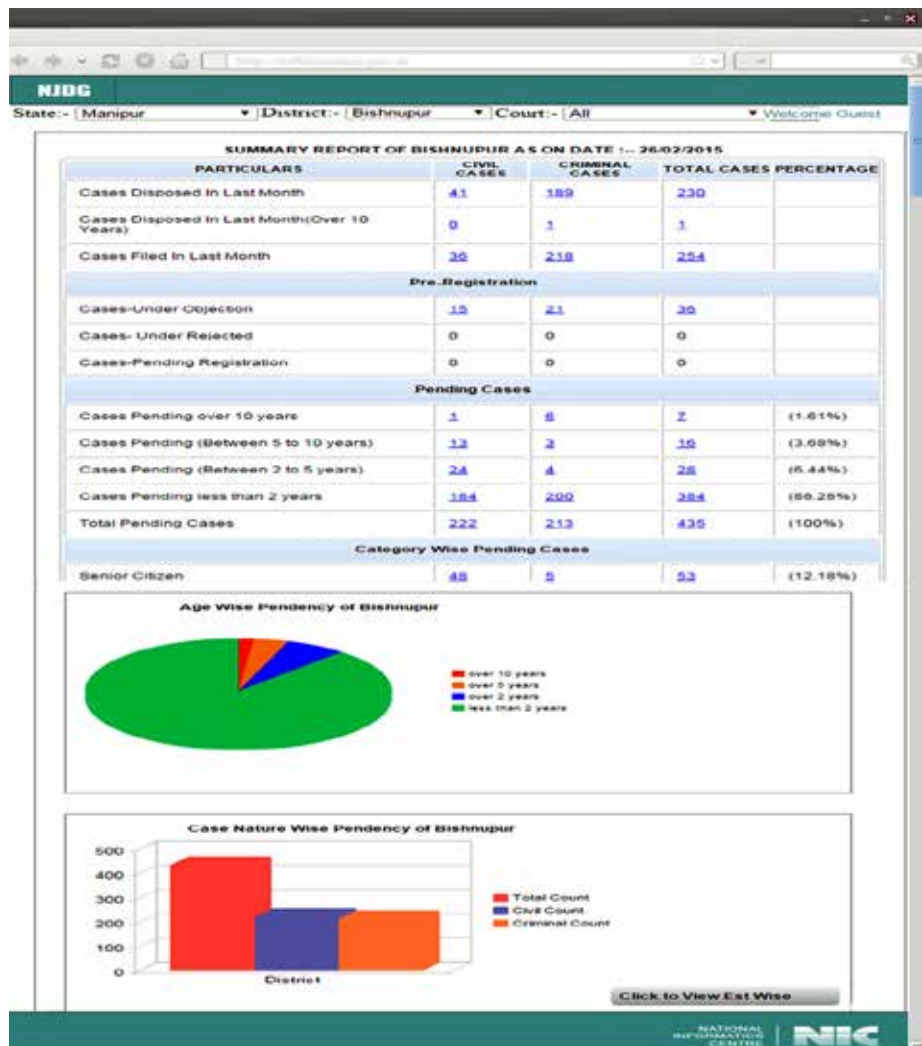 NJDG
State:- Manipur District:- Bishnupur Court:- All Welcome Guest
SUMMARY REPORT OF BISHNUPUR AS ON DATE :-- 26/02/2015
PARTICULARS CIVIL CASES CRIMINAL CASES TOTAL CASES PERCENTAGE
Cases Disposed In Last Month 41 189 230
Cases Disposed In Last Month(Over 10
Years) 0 1 1
Cases Filed In Last Month 36 218 254
Pre-Registration
Cases-Under Objection 15 21 36
Cases- Under Rejected 0 0 0
Cases-Pending Registration 0 0 0
Pending Cases
Cases Pending over 10 years 1 6 7 (1.61%)
Cases Pending (Between 5 to 10 years) 13 3 16 (3.68%)
Cases Pending (Between 2 to 5 years) 24 4 28 (6.44%)
Cases Pending less than 2 years 184 200 384 (88.28%)
Total Pending Cases 222 213 435 (100%)
Category Wise Pending Cases
Senior Citizen 48 5 53 (12.18%)
Age Wise Pendency of Bishnupur
over 10 years
over 5 years
over 2 years
less than 2 years
Case Nature Wise Pendency of Bishnupur
500
400
300
200
100
0
District
Total Count
Civil Count
Criminal Count
Click to View Est Wise
NATIONAL
INFORMATICS
CENTRE
NIC